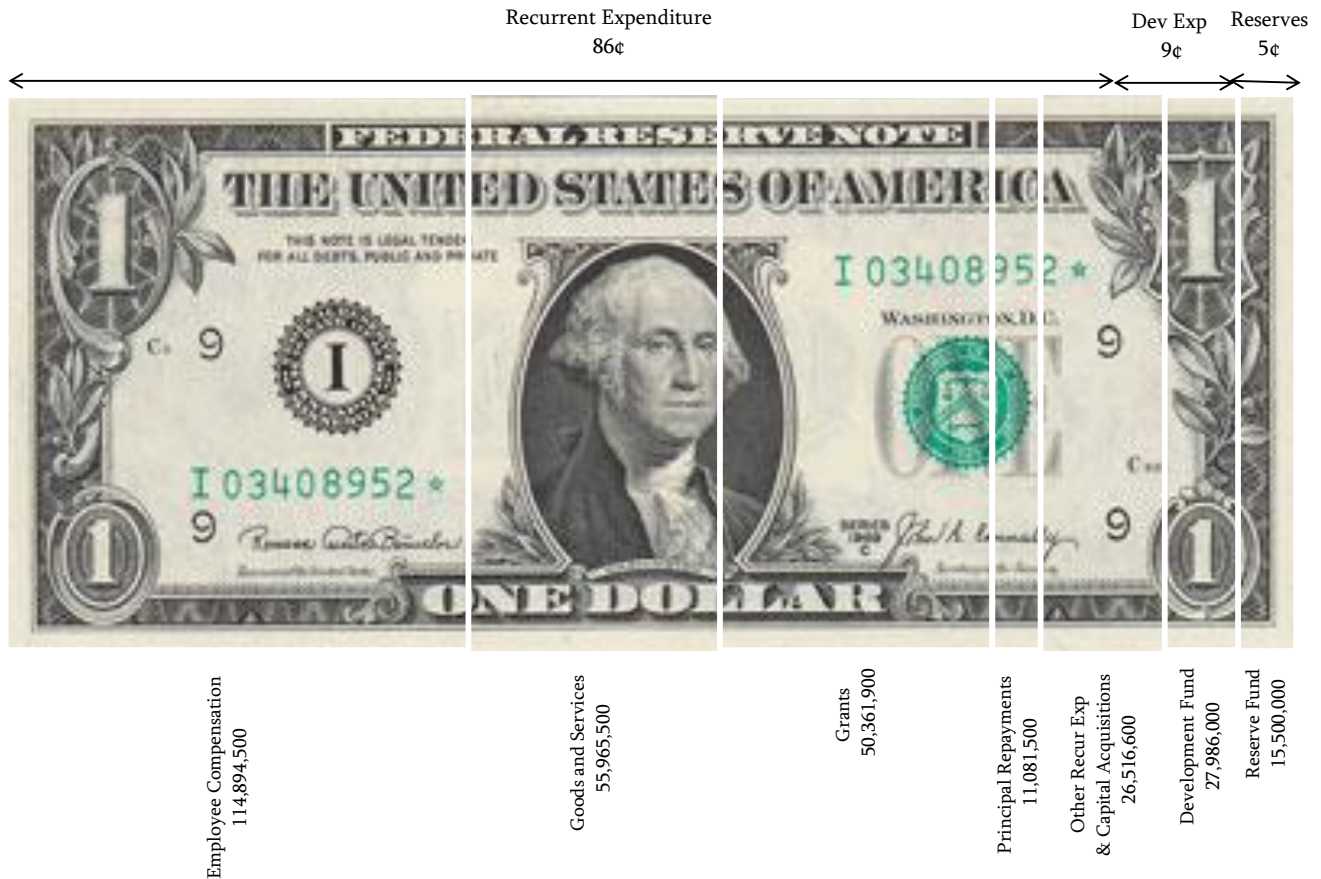 Recurrent Expenditure
86¢
Dev Exp
9¢
Reserves
5¢
FEDERAL RESERVE NOTE
THE UNITED STATES OF AMERICA
THIS NOTE IS LEGAL TENDER
FOR ALL DEBTS, PUBLIC AND PRIVATE
1
1
I 03408952 *
WASHINGTON, D.C.
9
I
9
ONE
I 03408952 *
9
SERIES
1969
C
9
1
ONE DOLLAR
1
Employee Compensation
114,894,500
Goods and Services
55,965,500
Grants
50,361,900
Principal Repayments
11,081,500
Other Recur Exp
& Capital Acquisitions
26,516,600
Development Fund
27,986,000
Reserve Fund
15,500,000